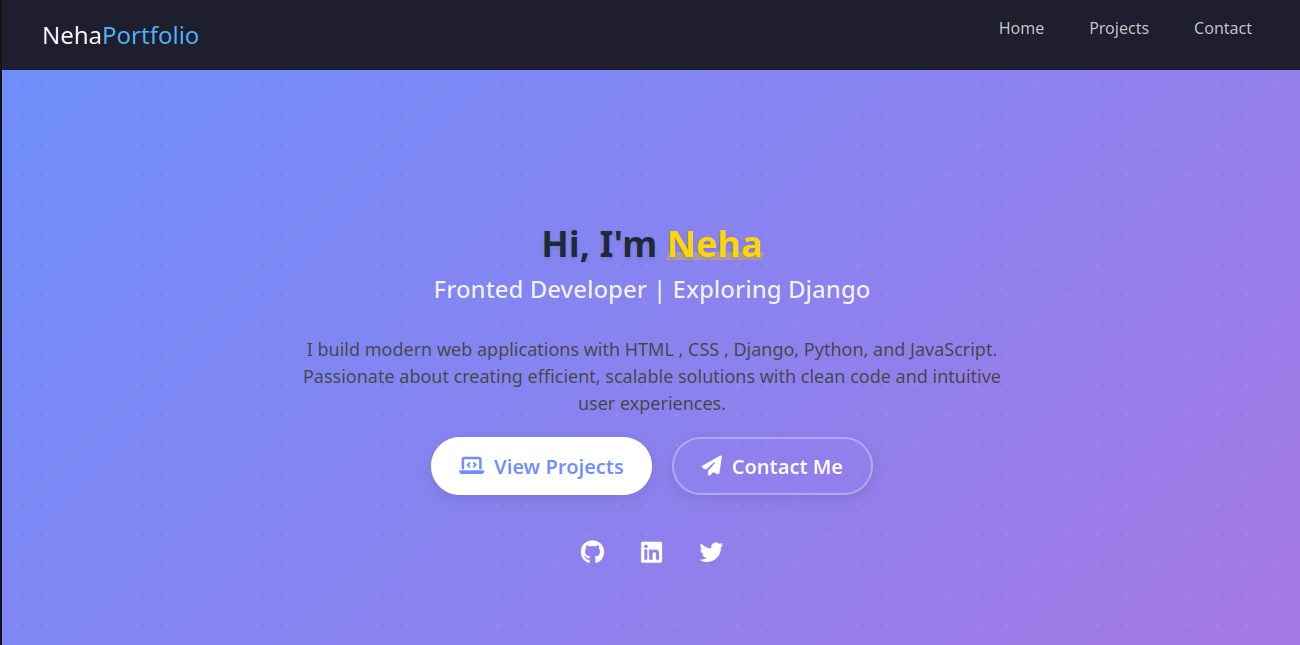 NehaPortfolio
Home Projects Contact
Hi, I'm Neha
Fronted Developer | Exploring Django
I build modern web applications with HTML , CSS , Django, Python, and JavaScript.
Passionate about creating efficient, scalable solutions with clean code and intuitive
user experiences.
View Projects Contact Me